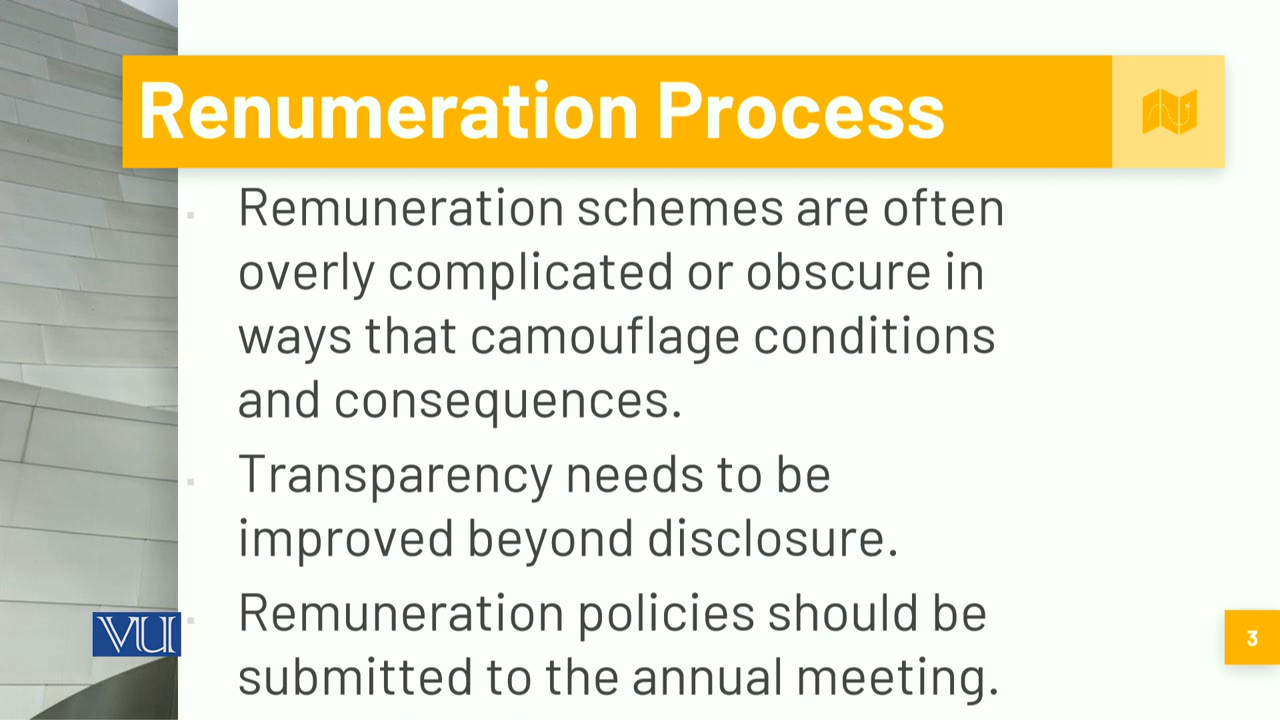 Renumeration Process
Remuneration schemes are often
overly complicated or obscure in
ways that camouflage conditions
and consequences.
Transparency needs to be
improved beyond disclosure.
Remuneration policies should be
submitted to the annual meeting.
VU
3